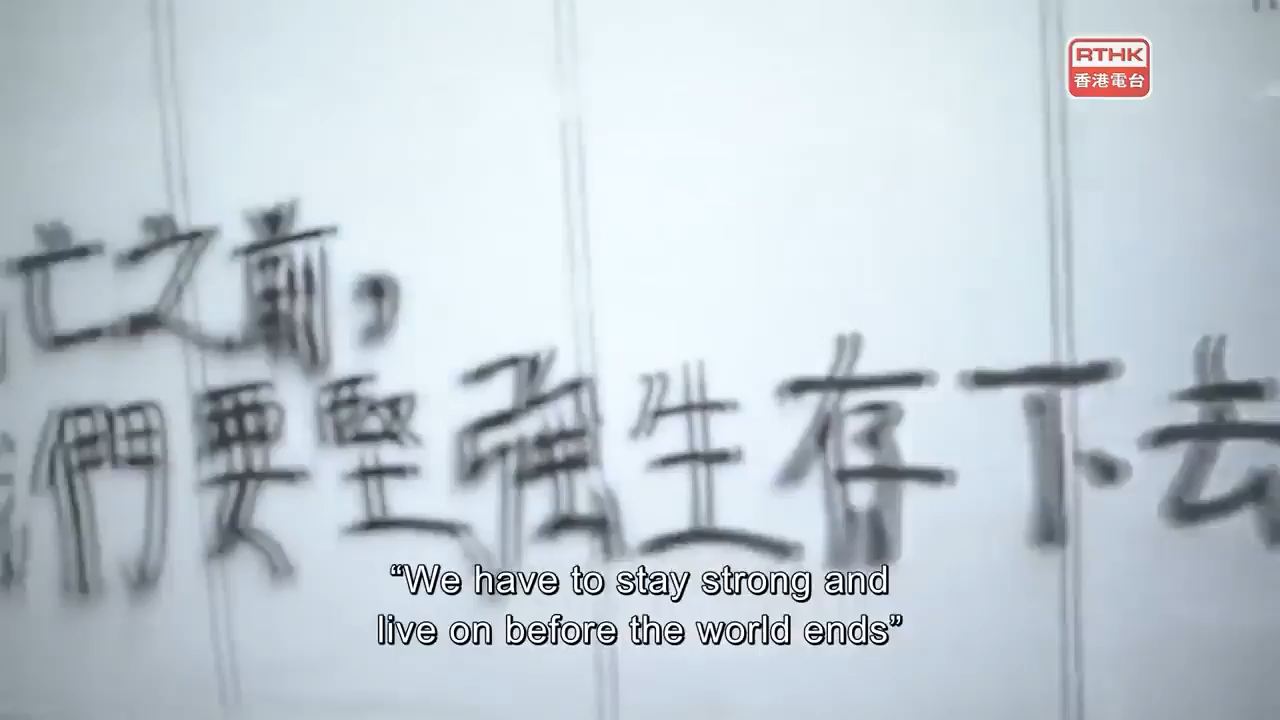 RTHK
香港電台
亡之前,
們要堅強生存下去
“We have to stay strong and
live on before the world ends”